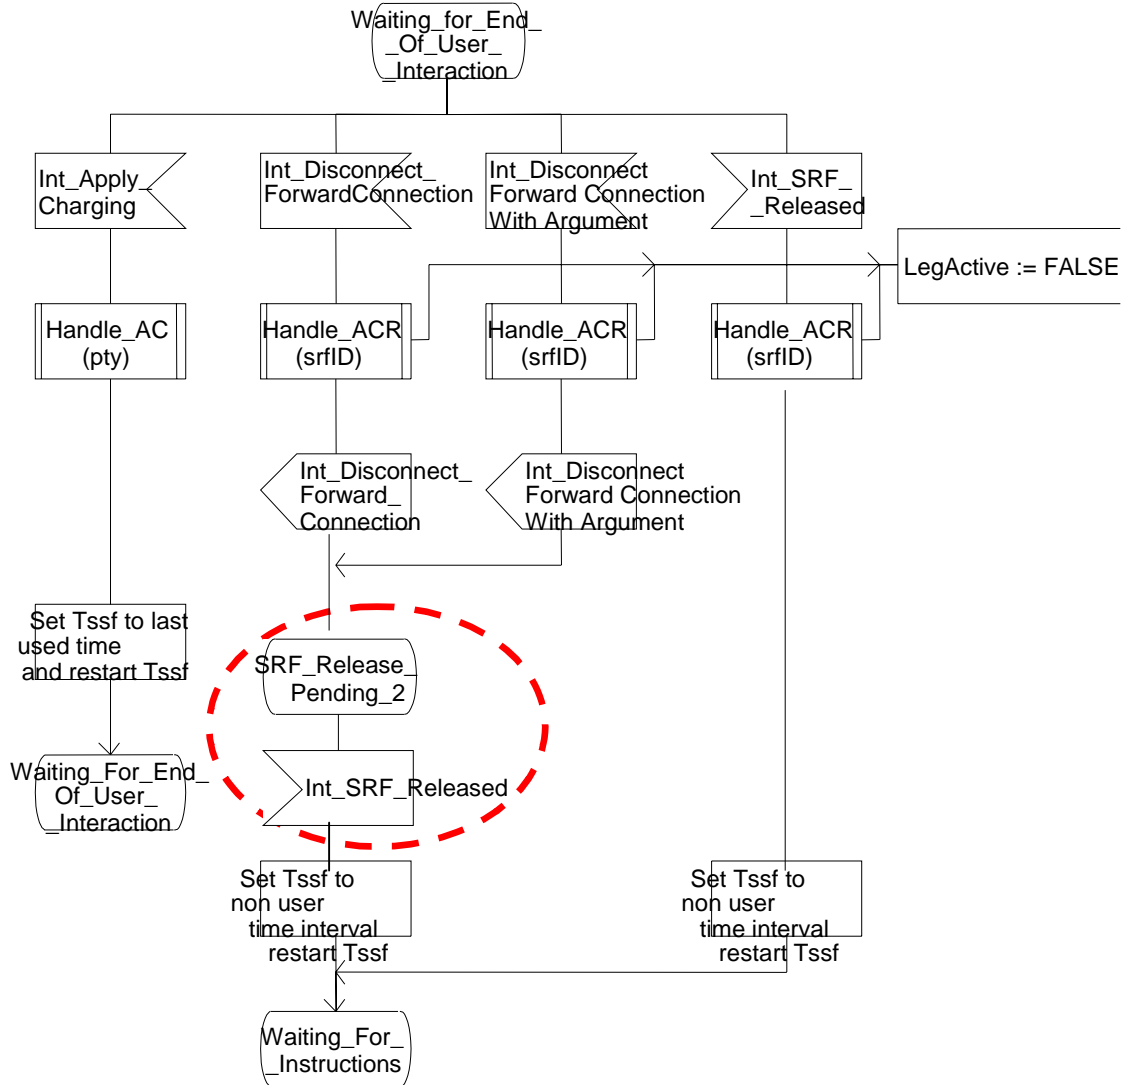 Waiting_for_End_
_Of_User_
_Interaction
Int_Apply_
Charging
Int_Disconnect_
ForwardConnection
Int_Disconnect
Forward Connection
With Argument
Int_SRF_
_Released
LegActive := FALSE
Handle_AC
(pty)
Handle_ACR
(srfID)
Handle_ACR
(srfID)
Handle_ACR
(srfID)
Int_Disconnect_
Forward_
Connection
Int_Disconnect
Forward Connection
With Argument
Set Tssf to last
used time
and restart Tssf
SRF_Release_
Pending_2
Waiting_For_End_
_Of_User_
_Interaction
Int_SRF_Released
Set Tssf to
non user
time interval
restart Tssf
Set Tssf to
non user
time interval
restart Tssf
Waiting_For_
_Instructions